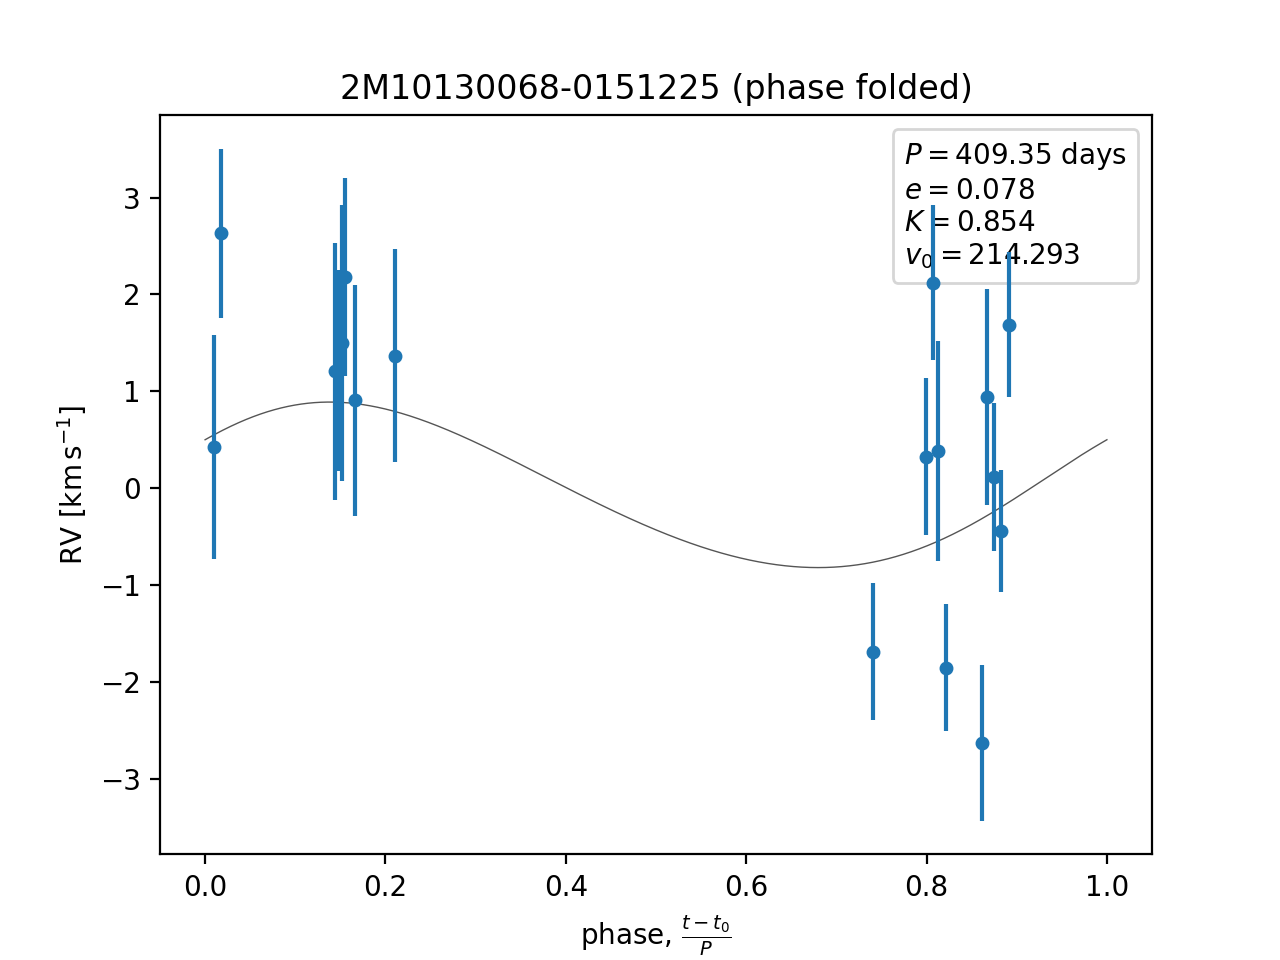 2M10130068-0151225 (phase folded)
P = 409.35 days
e = 0.078
K = 0.854
v₀ = 214.293
3
2
1
0
−1
−2
−3
RV [km s⁻¹]
0.0 0.2 0.4 0.6 0.8 1.0
phase, (t − t₀)/P